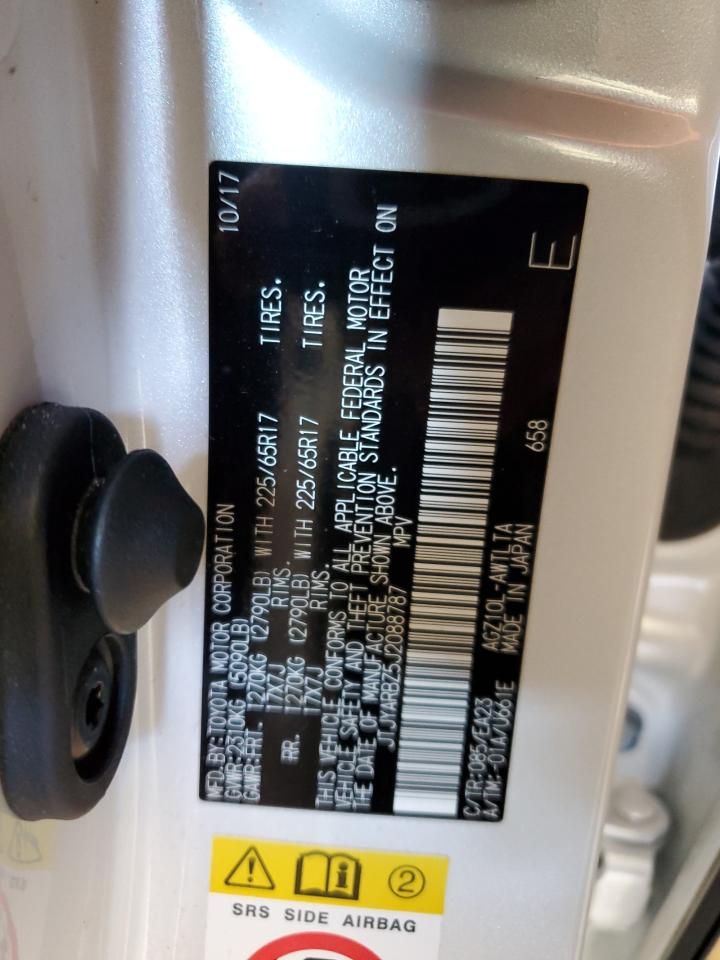 MFD.BY:TOYOTA MOTOR CORPORATION 10/17
GVWR:2310KG (5090LB)
GAWR:FRT. 1270KG (2790LB) WITH 225/65R17 TIRES.
17X7J RIMS.
RR. 1270KG (2790LB) WITH 225/65R17 TIRES.
17X7J RIMS.
THIS VEHICLE CONFORMS TO ALL APPLICABLE FEDERAL MOTOR
VEHICLE SAFETY AND THEFT PREVENTION STANDARDS IN EFFECT ON
THE DATE OF MANUFACTURE SHOWN ABOVE.
JTJYARBZ5J2088787 MPV
C/TR:085/EA23 AGZ10L-AWTLTA 658 E
A/TM:-01A/U661E MADE IN JAPAN
2
SRS SIDE AIRBAG